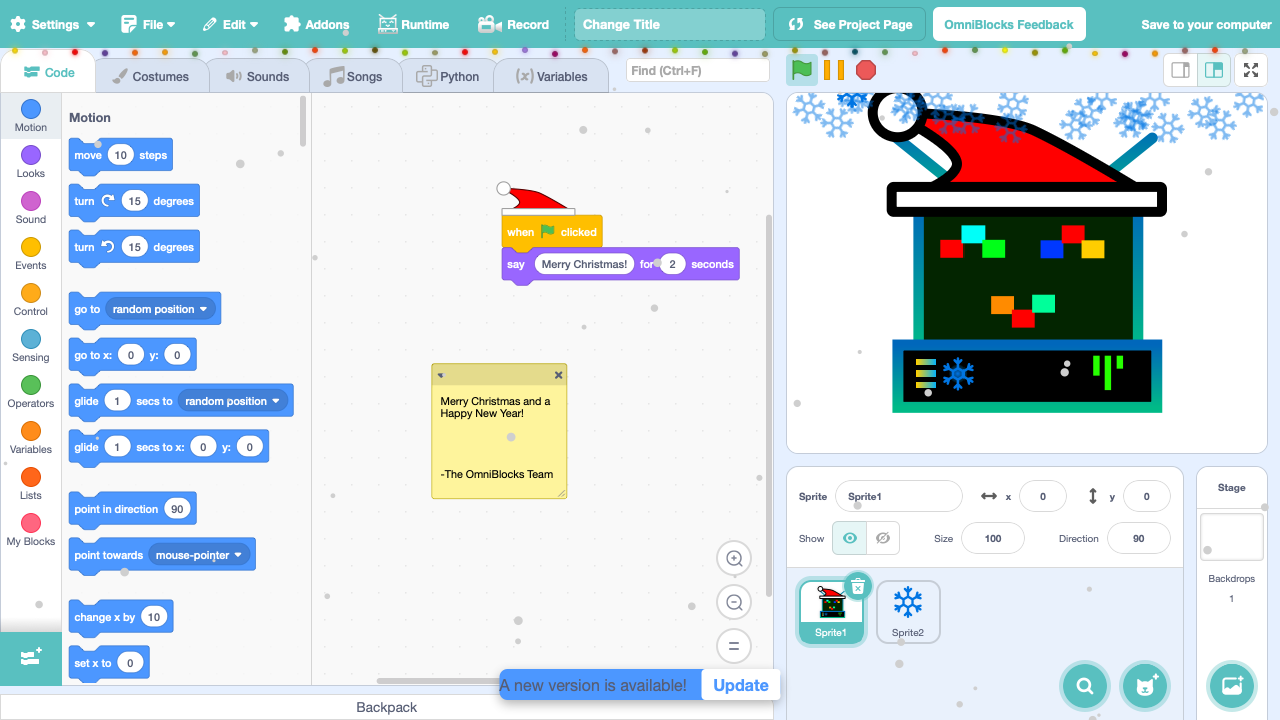 Settings File Edit Addons Runtime Record Change Title See Project Page OmniBlocks Feedback Save to your computer
Code Costumes Sounds Songs Python (x) Variables Find (Ctrl+F)
Motion
Looks
Sound
Events
Control
Sensing
Operators
Variables
Lists
My Blocks
Motion
move 10 steps
turn 15 degrees
turn 15 degrees
go to random position
go to x: 0 y: 0
glide 1 secs to random position
glide 1 secs to x: 0 y: 0
point in direction 90
point towards mouse-pointer
change x by 10
set x to 0
when clicked
say Merry Christmas! for 2 seconds
Merry Christmas and a
Happy New Year!
-The OmniBlocks Team
A new version is available! Update
Backpack
Sprite Sprite1 x 0 y 0
Show Size 100 Direction 90
Sprite1 Sprite2
Stage
Backdrops
1